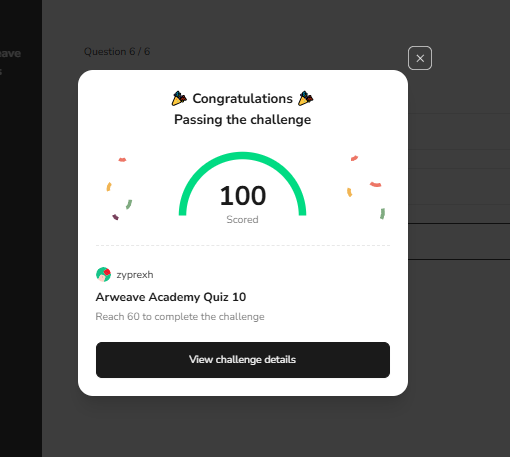 eave
s
Question 6 / 6
Congratulations
Passing the challenge
100
Scored
zyprexh
Arweave Academy Quiz 10
Reach 60 to complete the challenge
View challenge details